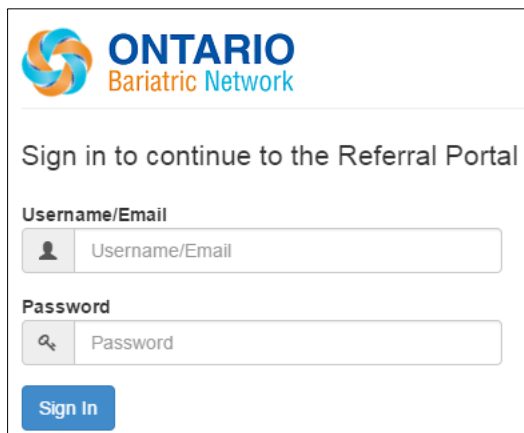 ONTARIO
Bariatric Network
Sign in to continue to the Referral Portal
Username/Email
Username/Email
Password
Password
Sign In